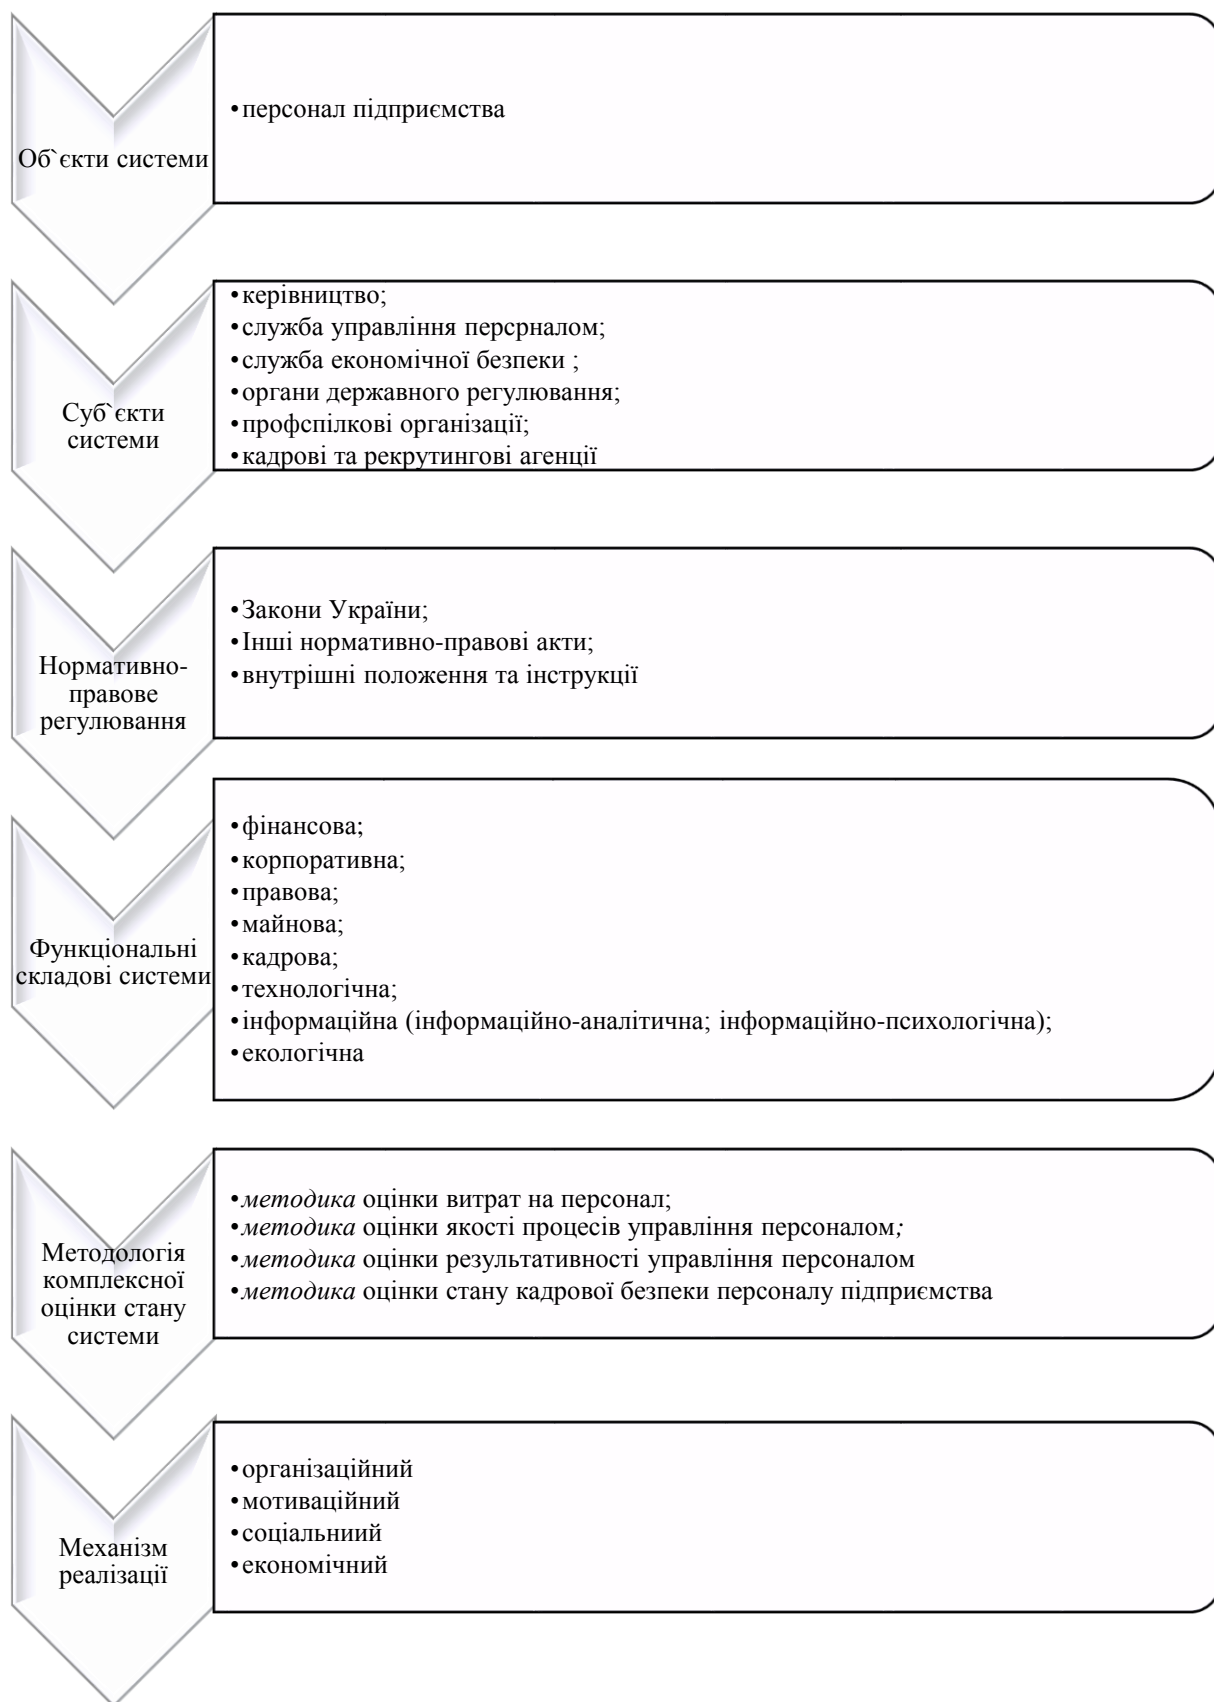 Об`єкти системи
•персонал підприємства
Суб`єкти
системи
•керівництво;
•служба управління персрналом;
•служба економічної безпеки ;
•органи державного регулювання;
•профспілкові організації;
•кадрові та рекрутингові агенції
Нормативно-
правове
регулювання
•Закони України;
•Інші нормативно-правові акти;
•внутрішні положення та інструкції
Функціональні
складові системи
•фінансова;
•корпоративна;
•правова;
•майнова;
•кадрова;
•технологічна;
•інформаційна (інформаційно-аналітична; інформаційно-психологічна);
•екологічна
Методологія
комплексної
оцінки стану
системи
•методика оцінки витрат на персонал;
•методика оцінки якості процесів управління персоналом;
•методика оцінки результативності управління персоналом
•методика оцінки стану кадрової безпеки персоналу підприємства
Механізм
реалізації
•організаційний
•мотиваційний
•соціальниий
•економічний